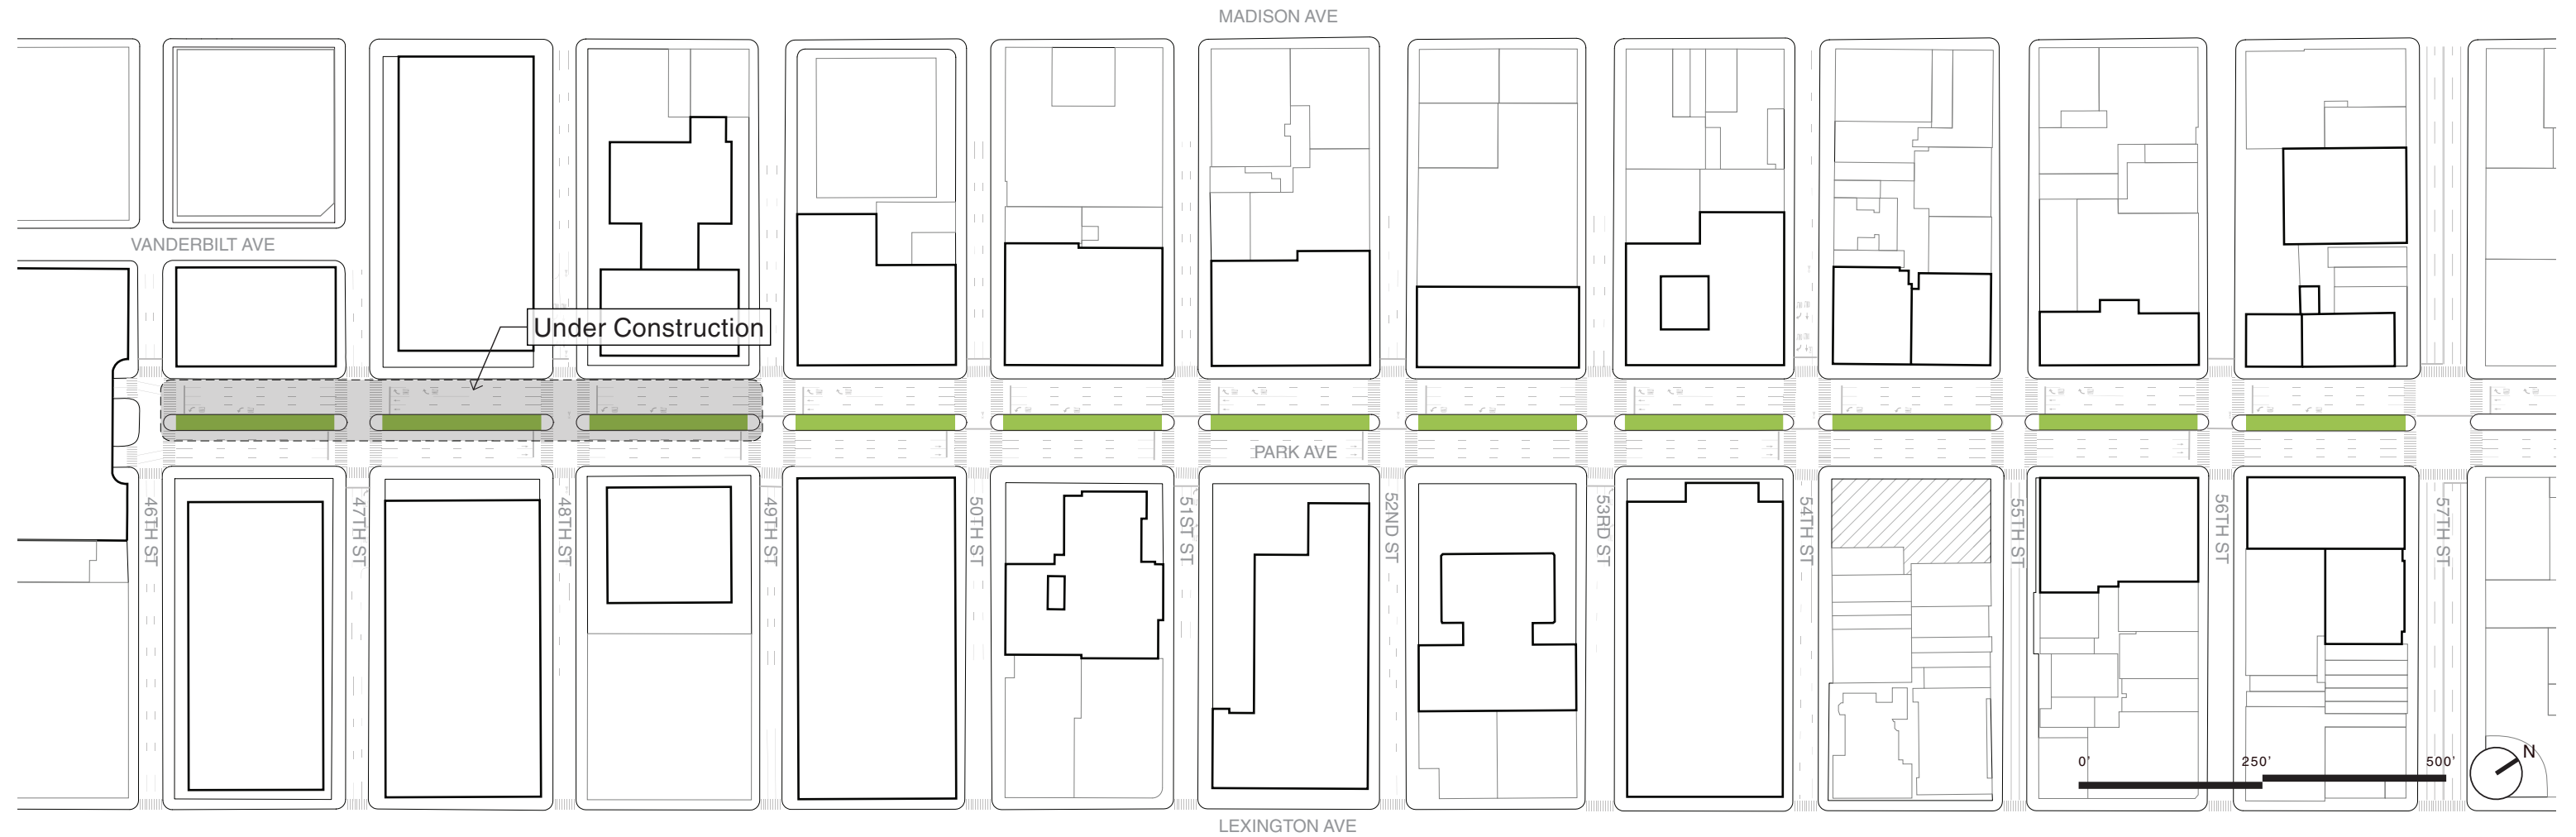 MADISON AVE
VANDERBILT AVE
Under Construction
PARK AVE
46TH ST
47TH ST
48TH ST
49TH ST
50TH ST
51ST ST
52ND ST
53RD ST
54TH ST
55TH ST
56TH ST
57TH ST
0'
250'
500'
N
LEXINGTON AVE